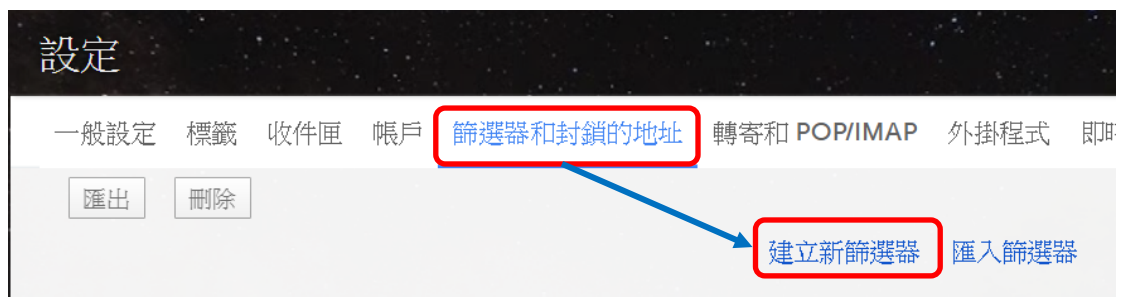 設定
一般設定 標籤 收件匣 帳戶 篩選器和封鎖的地址 轉寄和 POP/IMAP 外掛程式 即
匯出 刪除
建立新篩選器 匯入篩選器